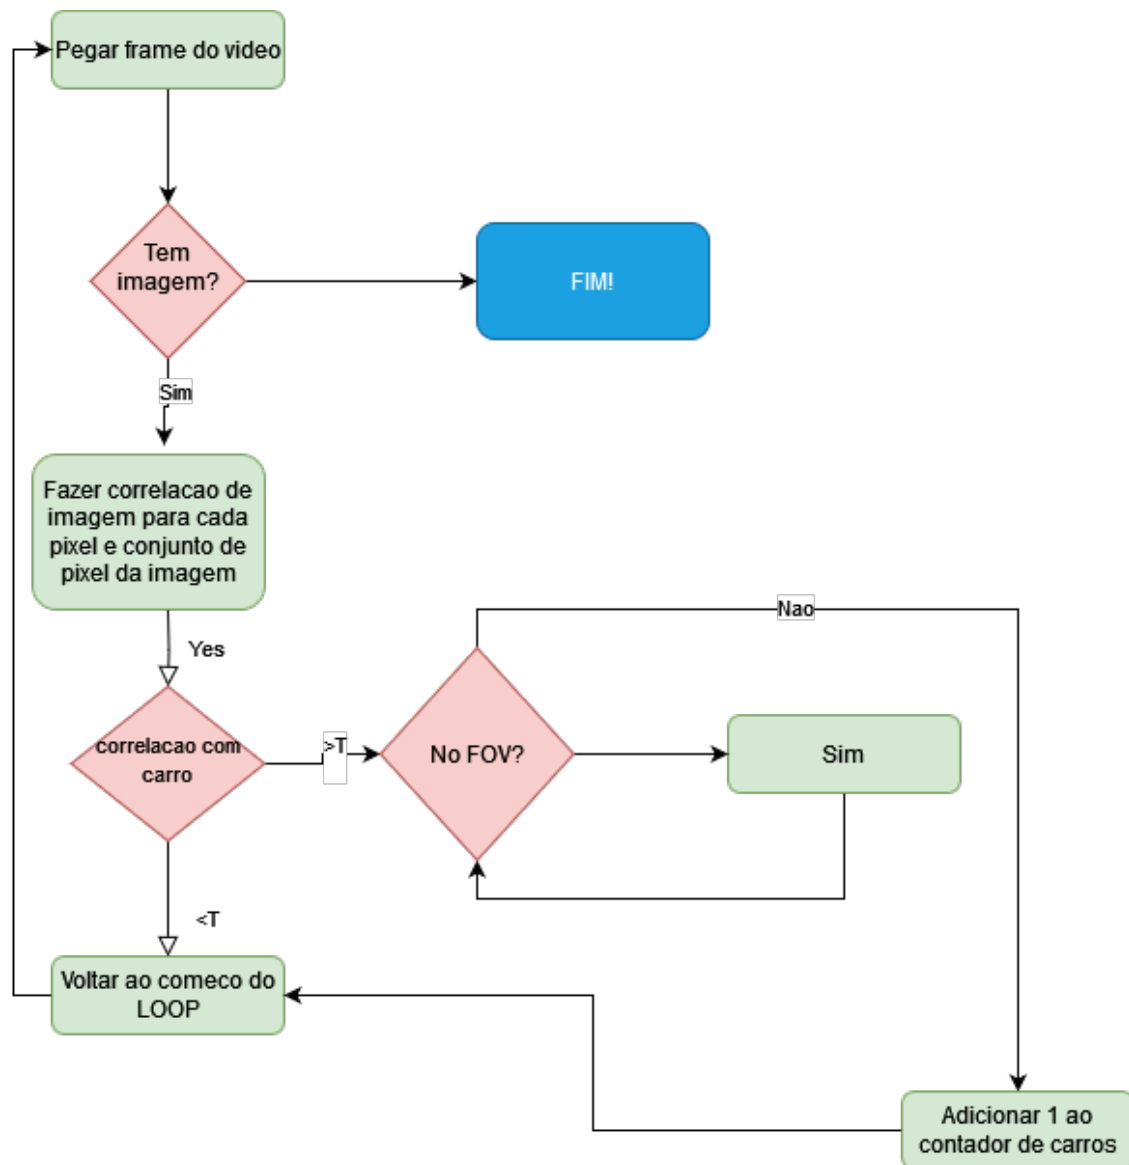 Pegar frame do video
Tem
imagem?
FIM!
Sim
Fazer correlacao de
imagem para cada
pixel e conjunto de
pixel da imagem
Yes
correlacao com
carro
>T
No FOV?
Nao
Sim
<T
Voltar ao comeco do
LOOP
Adicionar 1 ao
contador de carros